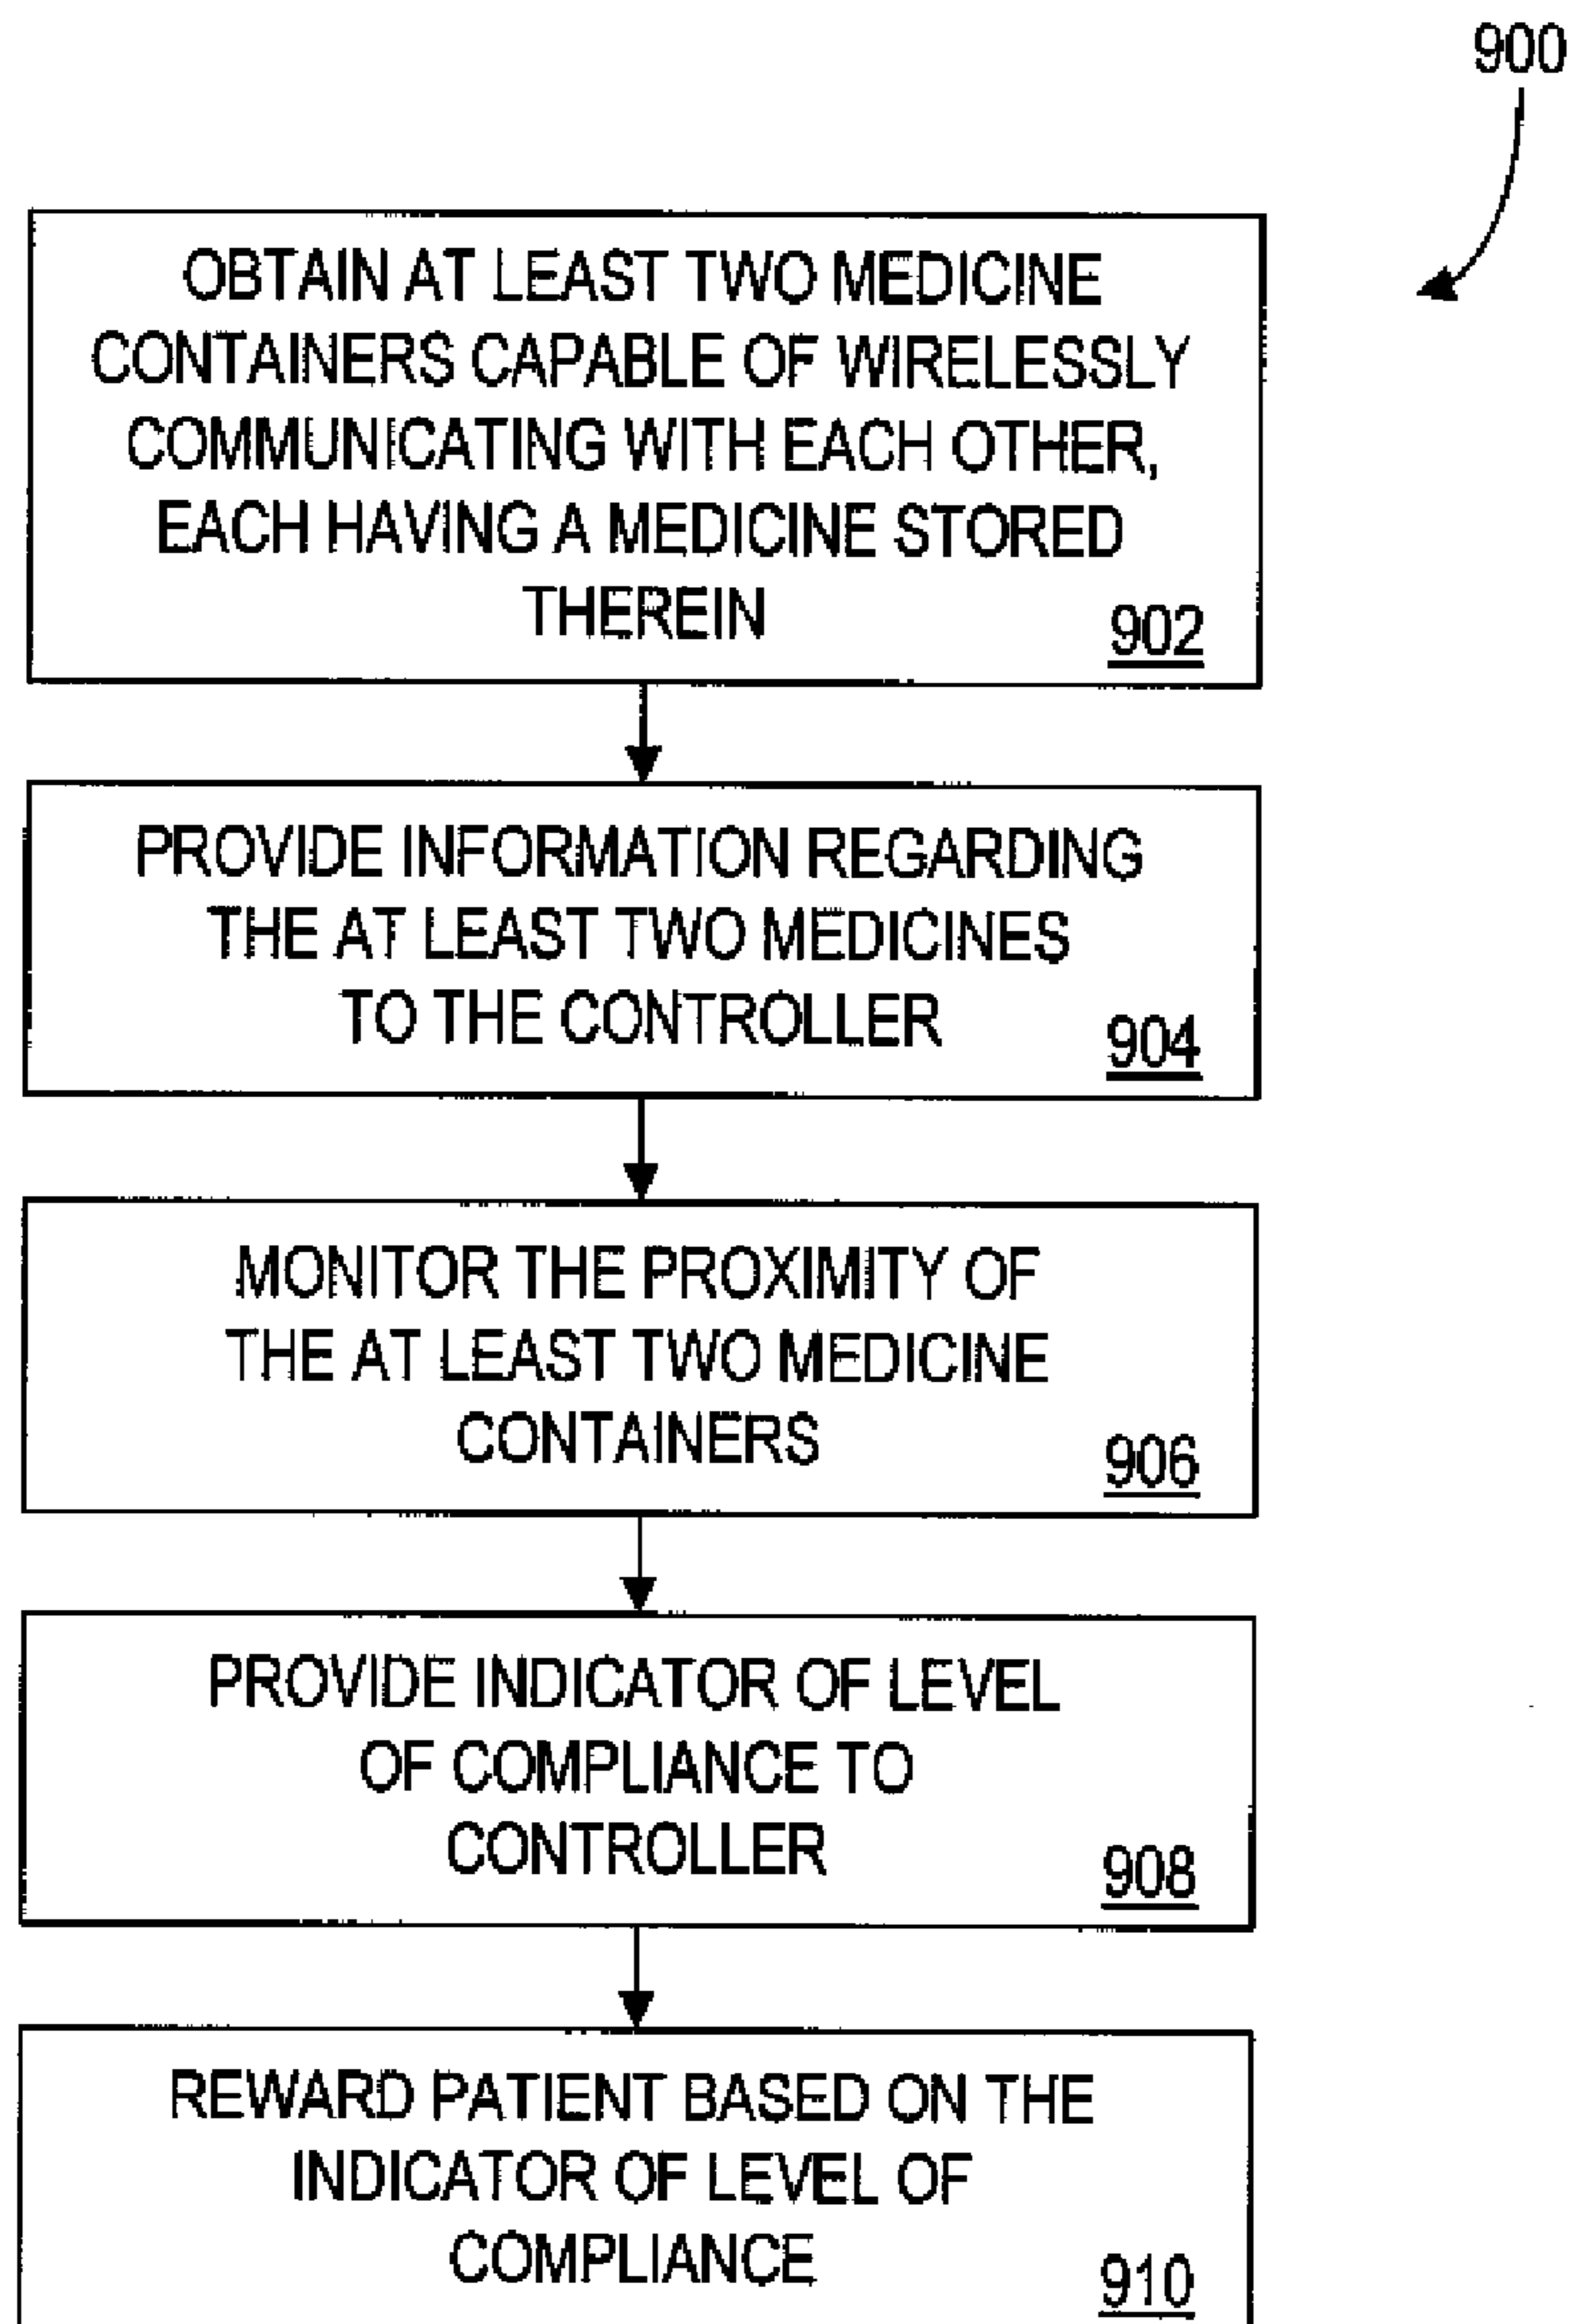 900
OBTAIN AT LEAST TWO MEDICINE
CONTAINERS CAPABLE OF WIRELESSLY
COMMUNICATING WITH EACH OTHER,
EACH HAVING A MEDICINE STORED
THEREIN
902
PROVIDE INFORMATION REGARDING
THE AT LEAST TWO MEDICINES
TO THE CONTROLLER
904
MONITOR THE PROXIMITY OF
THE AT LEAST TWO MEDICINE
CONTAINERS
906
PROVIDE INDICATOR OF LEVEL
OF COMPLIANCE TO
CONTROLLER
908
REWARD PATIENT BASED ON THE
INDICATOR OF LEVEL OF
COMPLIANCE
910